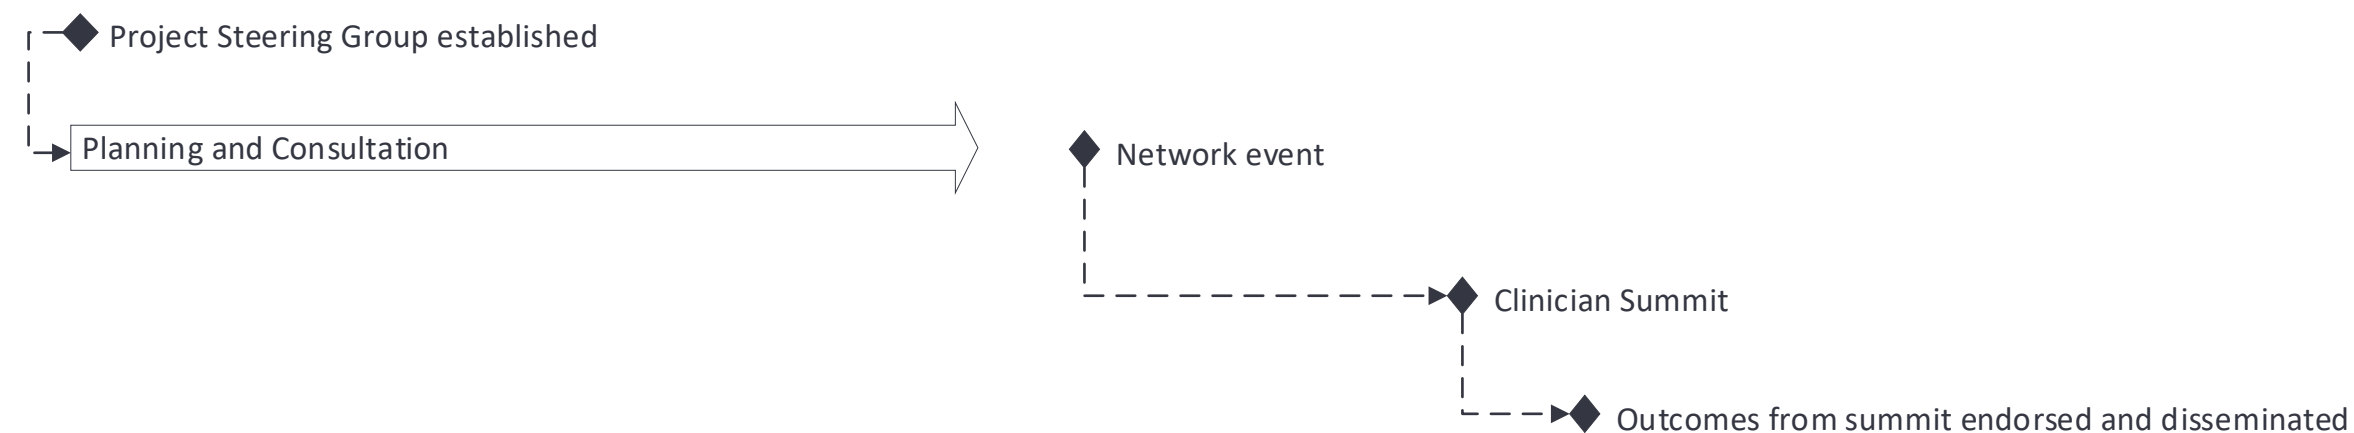 Project Steering Group established
Planning and Consultation
Network event
Clinician Summit
Outcomes from summit endorsed and disseminated